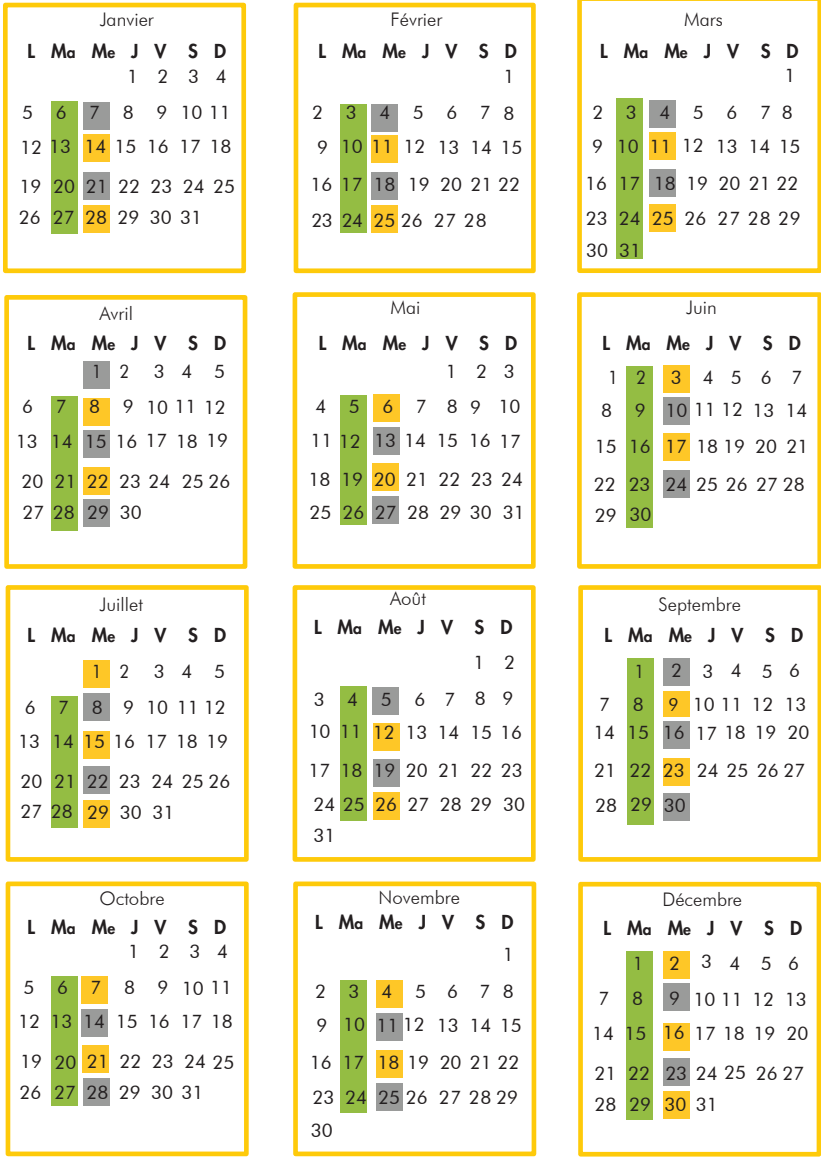 Janvier
L Ma Me J V S D
1 2 3 4
5 6 7 8 9 10 11
12 13 14 15 16 17 18
19 20 21 22 23 24 25
26 27 28 29 30 31
Février
L Ma Me J V S D
1
2 3 4 5 6 7 8
9 10 11 12 13 14 15
16 17 18 19 20 21 22
23 24 25 26 27 28
Mars
L Ma Me J V S D
1
2 3 4 5 6 7 8
9 10 11 12 13 14 15
16 17 18 19 20 21 22
23 24 25 26 27 28 29
30 31
Avril
L Ma Me J V S D
1 2 3 4 5
6 7 8 9 10 11 12
13 14 15 16 17 18 19
20 21 22 23 24 25 26
27 28 29 30
Mai
L Ma Me J V S D
1 2 3
4 5 6 7 8 9 10
11 12 13 14 15 16 17
18 19 20 21 22 23 24
25 26 27 28 29 30 31
Juin
L Ma Me J V S D
1 2 3 4 5 6 7
8 9 10 11 12 13 14
15 16 17 18 19 20 21
22 23 24 25 26 27 28
29 30
Juillet
L Ma Me J V S D
1 2 3 4 5
6 7 8 9 10 11 12
13 14 15 16 17 18 19
20 21 22 23 24 25 26
27 28 29 30 31
Août
L Ma Me J V S D
1 2
3 4 5 6 7 8 9
10 11 12 13 14 15 16
17 18 19 20 21 22 23
24 25 26 27 28 29 30
31
Septembre
L Ma Me J V S D
1 2 3 4 5 6
7 8 9 10 11 12 13
14 15 16 17 18 19 20
21 22 23 24 25 26 27
28 29 30
Octobre
L Ma Me J V S D
1 2 3 4
5 6 7 8 9 10 11
12 13 14 15 16 17 18
19 20 21 22 23 24 25
26 27 28 29 30 31
Novembre
L Ma Me J V S D
1
2 3 4 5 6 7 8
9 10 11 12 13 14 15
16 17 18 19 20 21 22
23 24 25 26 27 28 29
30
Décembre
L Ma Me J V S D
1 2 3 4 5 6
7 8 9 10 11 12 13
14 15 16 17 18 19 20
21 22 23 24 25 26 27
28 29 30 31